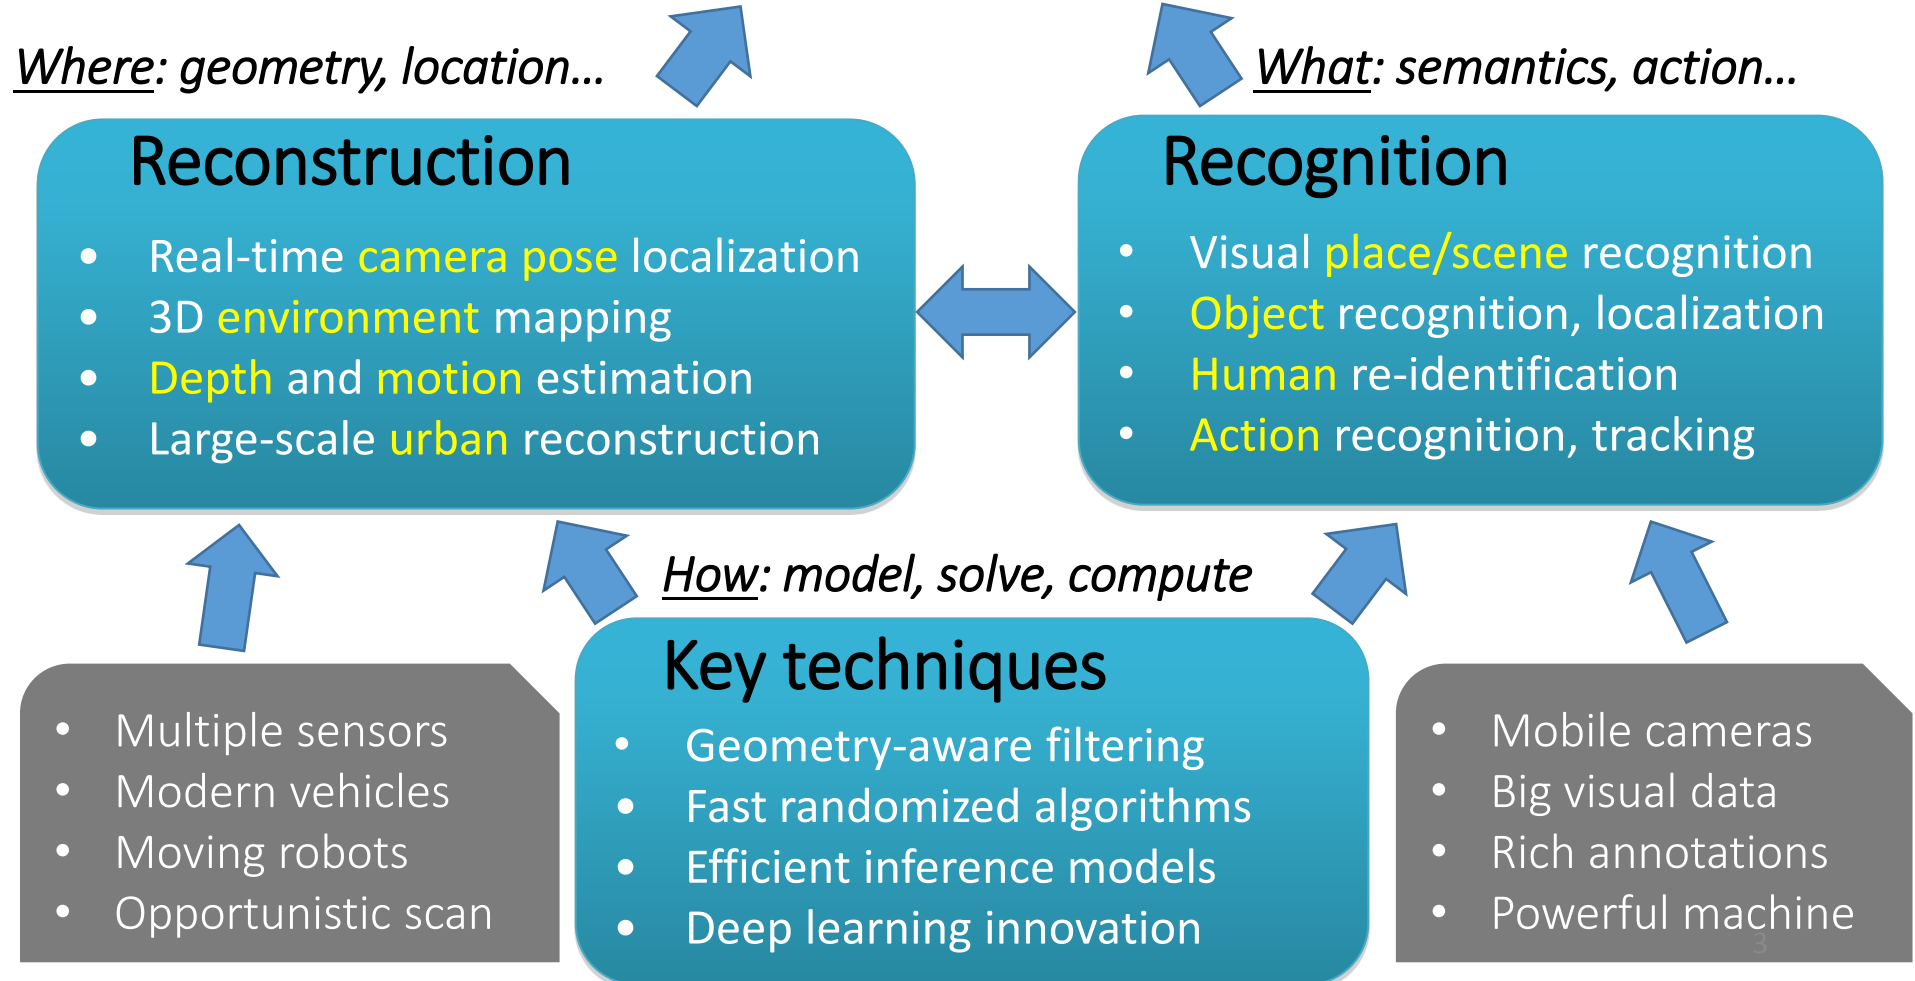 Where: geometry, location...
What: semantics, action...
Reconstruction
• Real-time camera pose localization
• 3D environment mapping
• Depth and motion estimation
• Large-scale urban reconstruction
Recognition
• Visual place/scene recognition
• Object recognition, localization
• Human re-identification
• Action recognition, tracking
How: model, solve, compute
• Multiple sensors
• Modern vehicles
• Moving robots
• Opportunistic scan
Key techniques
• Geometry-aware filtering
• Fast randomized algorithms
• Efficient inference models
• Deep learning innovation
• Mobile cameras
• Big visual data
• Rich annotations
• Powerful machine
3